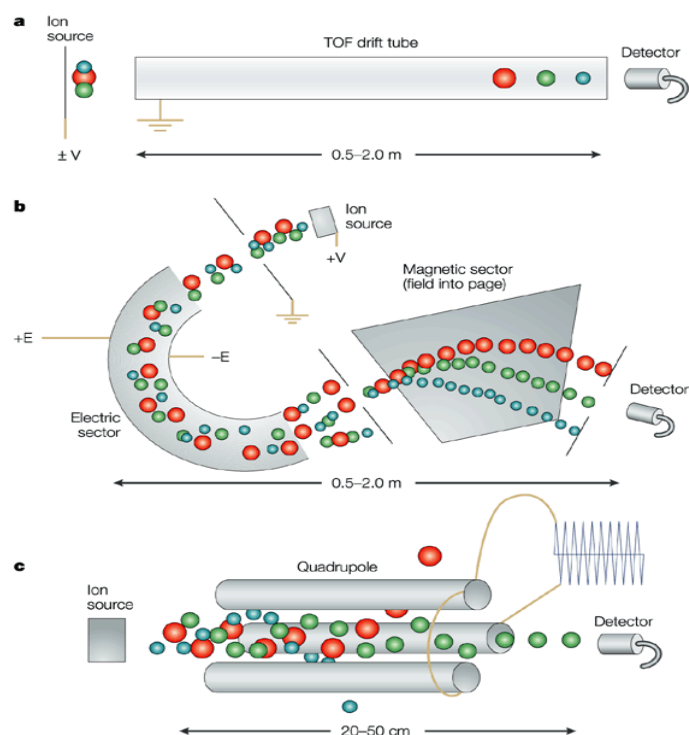 a
Ion
source
TOF drift tube
Detector
± V
0.5–2.0 m
b
Ion
source
+V
Magnetic sector
(field into page)
+E
–E
Electric
sector
Detector
0.5–2.0 m
c
Quadrupole
Ion
source
Detector
20–50 cm